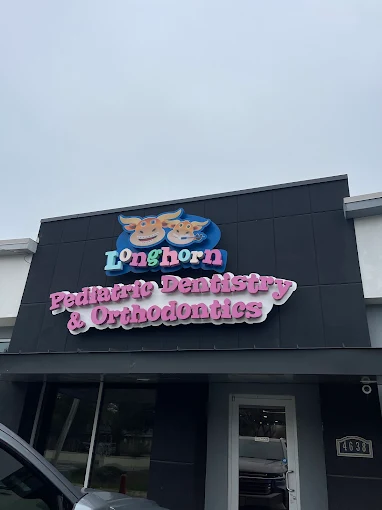 Longhorn
Pediatric Dentistry
& Orthodontics
4638